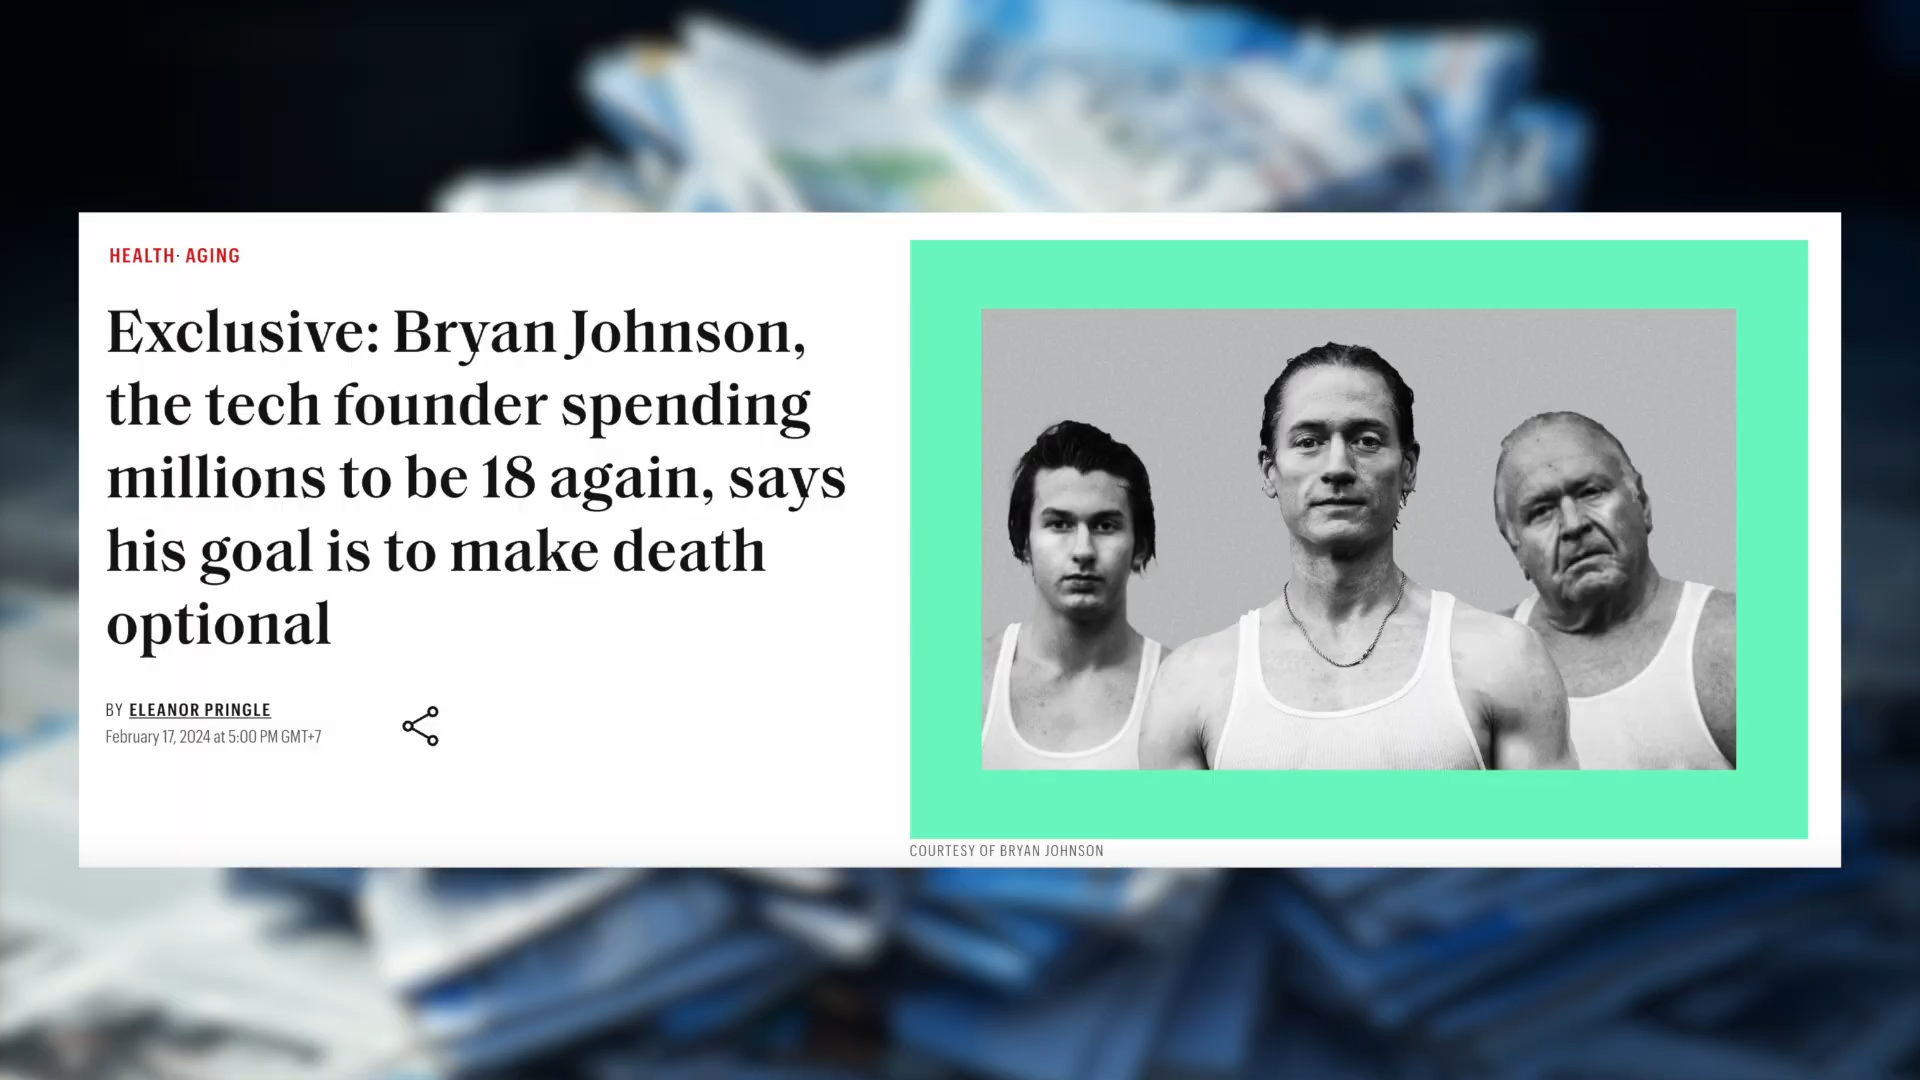 HEALTH· AGING
Exclusive: Bryan Johnson,
the tech founder spending
millions to be 18 again, says
his goal is to make death
optional
BY ELEANOR PRINGLE
February 17, 2024 at 5:00 PM GMT+7
COURTESY OF BRYAN JOHNSON